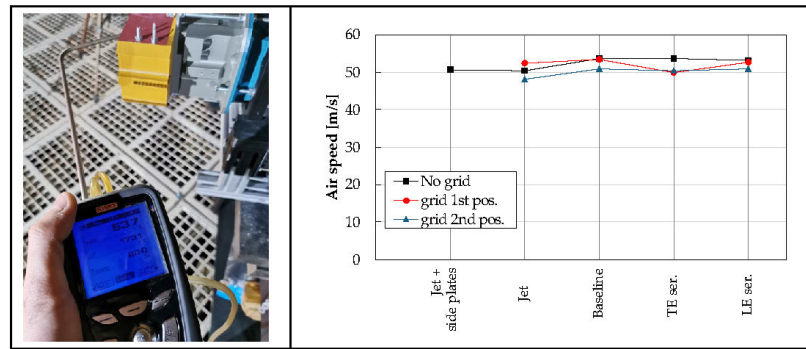 Air speed [m/s]
60
50
40
30
20
10
0
No grid
grid 1st pos.
grid 2nd pos.
Jet +
side plates
Jet
Baseline
TE ser.
LE ser.